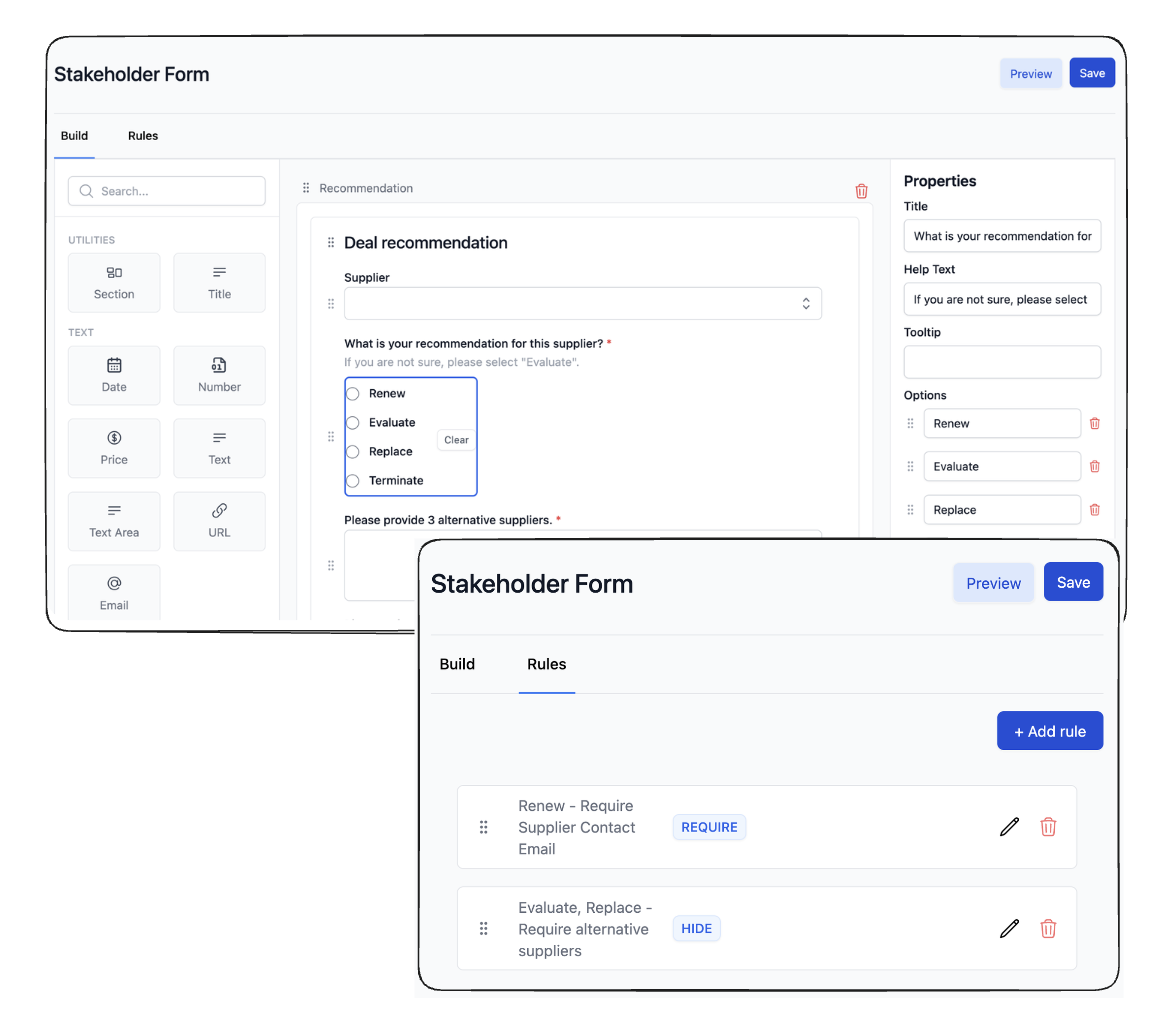 Stakeholder Form
Preview
Save
Build
Rules
Search...
UTILITIES
Section
Title
TEXT
Date
Number
Price
Text
Text Area
URL
Email
Recommendation
Deal recommendation
Supplier
What is your recommendation for this supplier? *
If you are not sure, please select "Evaluate".
Renew
Evaluate
Replace
Terminate
Clear
Please provide 3 alternative suppliers. *
Properties
Title
What is your recommendation for
Help Text
If you are not sure, please select
Tooltip
Options
Renew
Evaluate
Replace
Stakeholder Form
Preview
Save
Build
Rules
+ Add rule
Renew - Require
Supplier Contact
Email
REQUIRE
Evaluate, Replace -
Require alternative
suppliers
HIDE